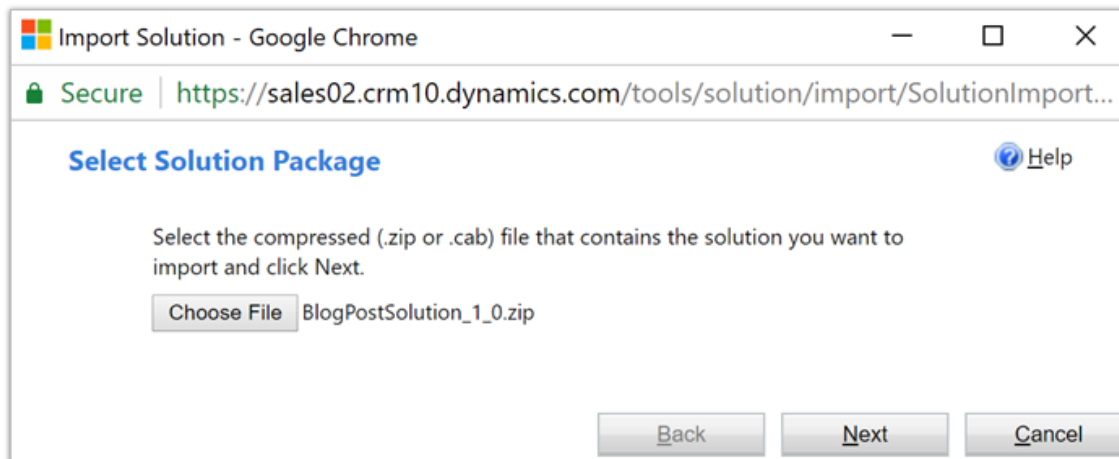 Import Solution - Google Chrome
Secure https://sales02.crm10.dynamics.com/tools/solution/import/SolutionImport...
Select Solution Package
Help
Select the compressed (.zip or .cab) file that contains the solution you want to
import and click Next.
Choose File BlogPostSolution_1_0.zip
Back Next Cancel